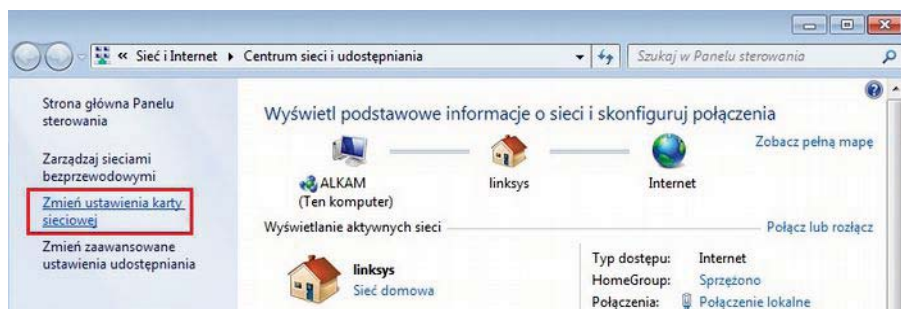 « Sieć i Internet ▸ Centrum sieci i udostępniania
Szukaj w Panelu sterowania
Strona główna Panelu
sterowania
Zarządzaj sieciami
bezprzewodowymi
Zmień ustawienia karty
sieciowej
Zmień zaawansowane
ustawienia udostępniania
Wyświetl podstawowe informacje o sieci i skonfiguruj połączenia
Zobacz pełną mapę
ALKAM
(Ten komputer)
linksys
Internet
Wyświetlanie aktywnych sieci
Połącz lub rozłącz
linksys
Sieć domowa
Typ dostępu: Internet
HomeGroup: Sprzężono
Połączenia: Połączenie lokalne